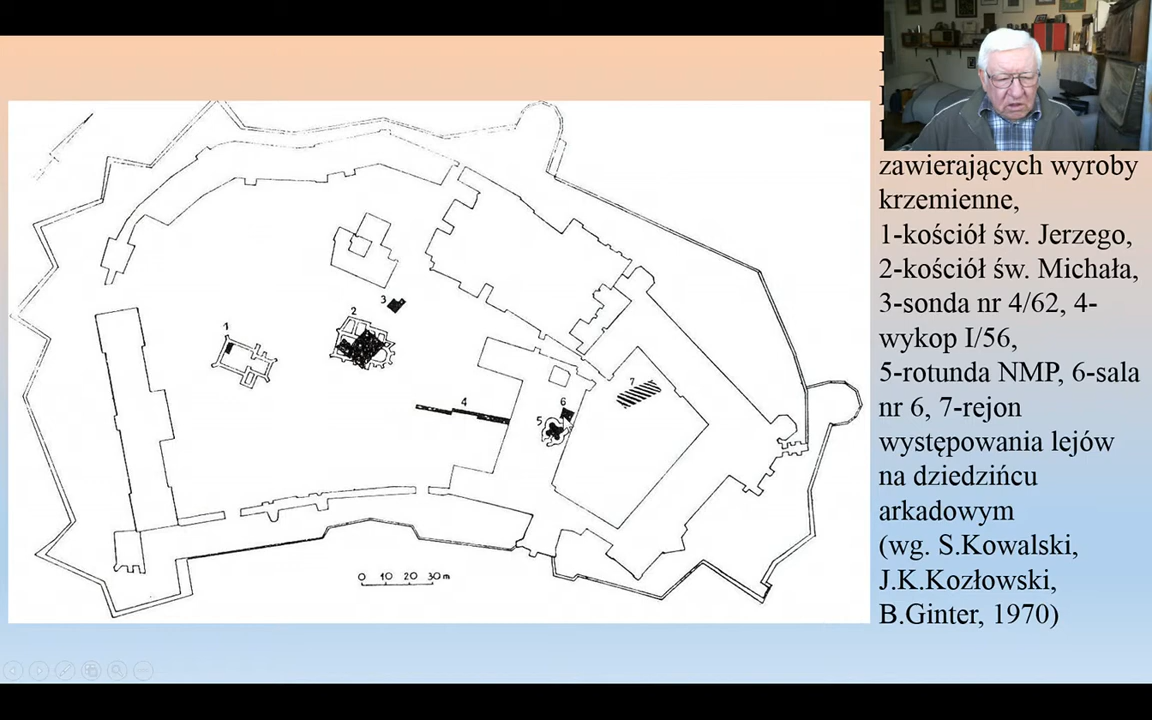 zawierających wyroby
krzemienne,
1-kościół św. Jerzego,
2-kościół św. Michała,
3-sonda nr 4/62, 4-
wykop I/56,
5-rotunda NMP, 6-sala
nr 6, 7-rejon
występowania lejów
na dziedzińcu
arkadowym
(wg. S.Kowalski,
J.K.Kozłowski,
B.Ginter, 1970)
3
2
1
7
4
6
5
0 10 20 30 m